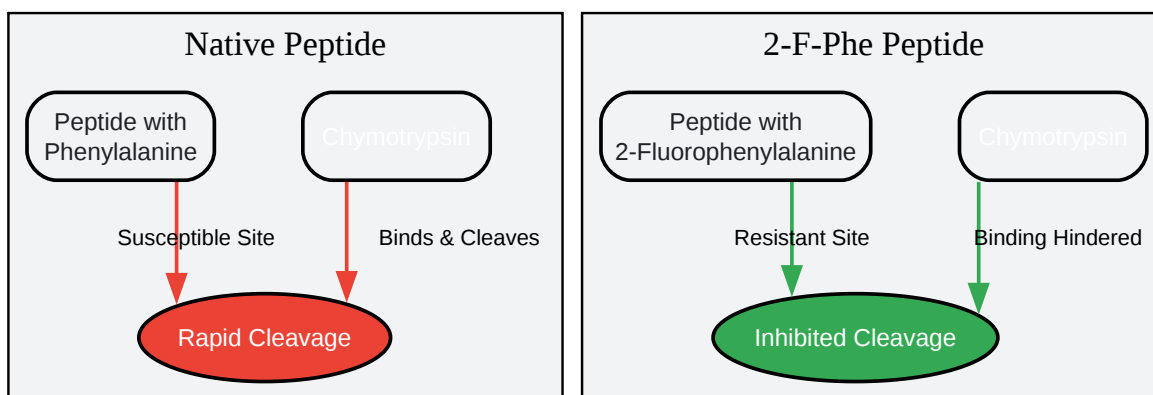 Native Peptide
Peptide with
Phenylalanine
Chymotrypsin
Susceptible Site
Binds & Cleaves
Rapid Cleavage
2-F-Phe Peptide
Peptide with
2-Fluorophenylalanine
Chymotrypsin
Resistant Site
Binding Hindered
Inhibited Cleavage